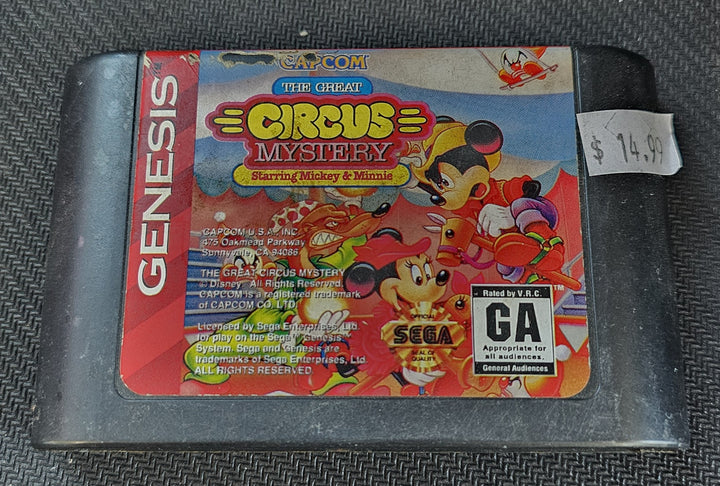 GENESIS
CAPCOM
THE GREAT
CIRCUS
MYSTERY
Starring Mickey & Minnie
$ 14.99
CAPCOM U.S.A., INC.
475 Oakmead Parkway
Sunnyvale, CA 94086
THE GREAT CIRCUS MYSTERY
© Disney. All Rights Reserved.
CAPCOM is a registered trademark
of CAPCOM CO. LTD.
Licensed by Sega Enterprises, Ltd.
for play on the Sega Genesis
System. Sega and Genesis are
trademarks of Sega Enterprises, Ltd.
ALL RIGHTS RESERVED.
OFFICIAL
SEGA
SEAL OF
QUALITY
TM
Rated by V.R.C.
GA
Appropriate for
all audiences.
General Audiences